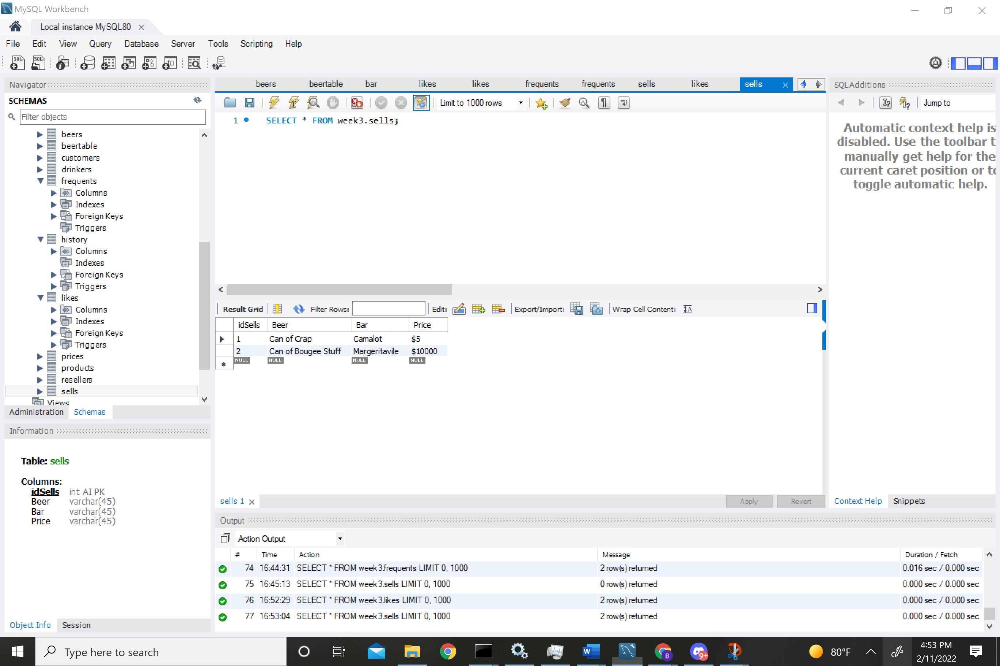 MySQL Workbench
Local instance MySQL80
File Edit View Query Database Server Tools Scripting Help
Navigator
SCHEMAS
Filter objects
beers
beertable
customers
drinkers
frequents
Columns
Indexes
Foreign Keys
Triggers
history
Columns
Indexes
Foreign Keys
Triggers
likes
Columns
Indexes
Foreign Keys
Triggers
prices
products
resellers
sells
Views
Administration Schemas
Information
Table: sells
Columns:
idSells int AI PK
Beer varchar(45)
Bar varchar(45)
Price varchar(45)
Object Info Session
beers beertable bar likes likes frequents frequents sells likes sells
Limit to 1000 rows
1 SELECT * FROM week3.sells;
Result Grid Filter Rows: Edit: Export/Import: Wrap Cell Content:
idSells Beer Bar Price
1 Can of Crap Camalot $5
2 Can of Bougee Stuff Margeritavile $10000
NULL NULL NULL NULL
sells 1 Apply Revert
SQLAdditions
Jump to
Automatic context help is
disabled. Use the toolbar t
manually get help for the
current caret position or to
toggle automatic help.
Context Help Snippets
Output
Action Output
# Time Action Message Duration / Fetch
74 16:44:31 SELECT * FROM week3.frequents LIMIT 0, 1000 2 row(s) returned 0.016 sec / 0.000 sec
75 16:45:13 SELECT * FROM week3.sells LIMIT 0, 1000 0 row(s) returned 0.000 sec / 0.000 sec
76 16:52:29 SELECT * FROM week3.likes LIMIT 0, 1000 2 row(s) returned 0.000 sec / 0.000 sec
77 16:53:04 SELECT * FROM week3.sells LIMIT 0, 1000 2 row(s) returned 0.000 sec / 0.000 sec
Type here to search
9+
80°F
4:53 PM
2/11/2022